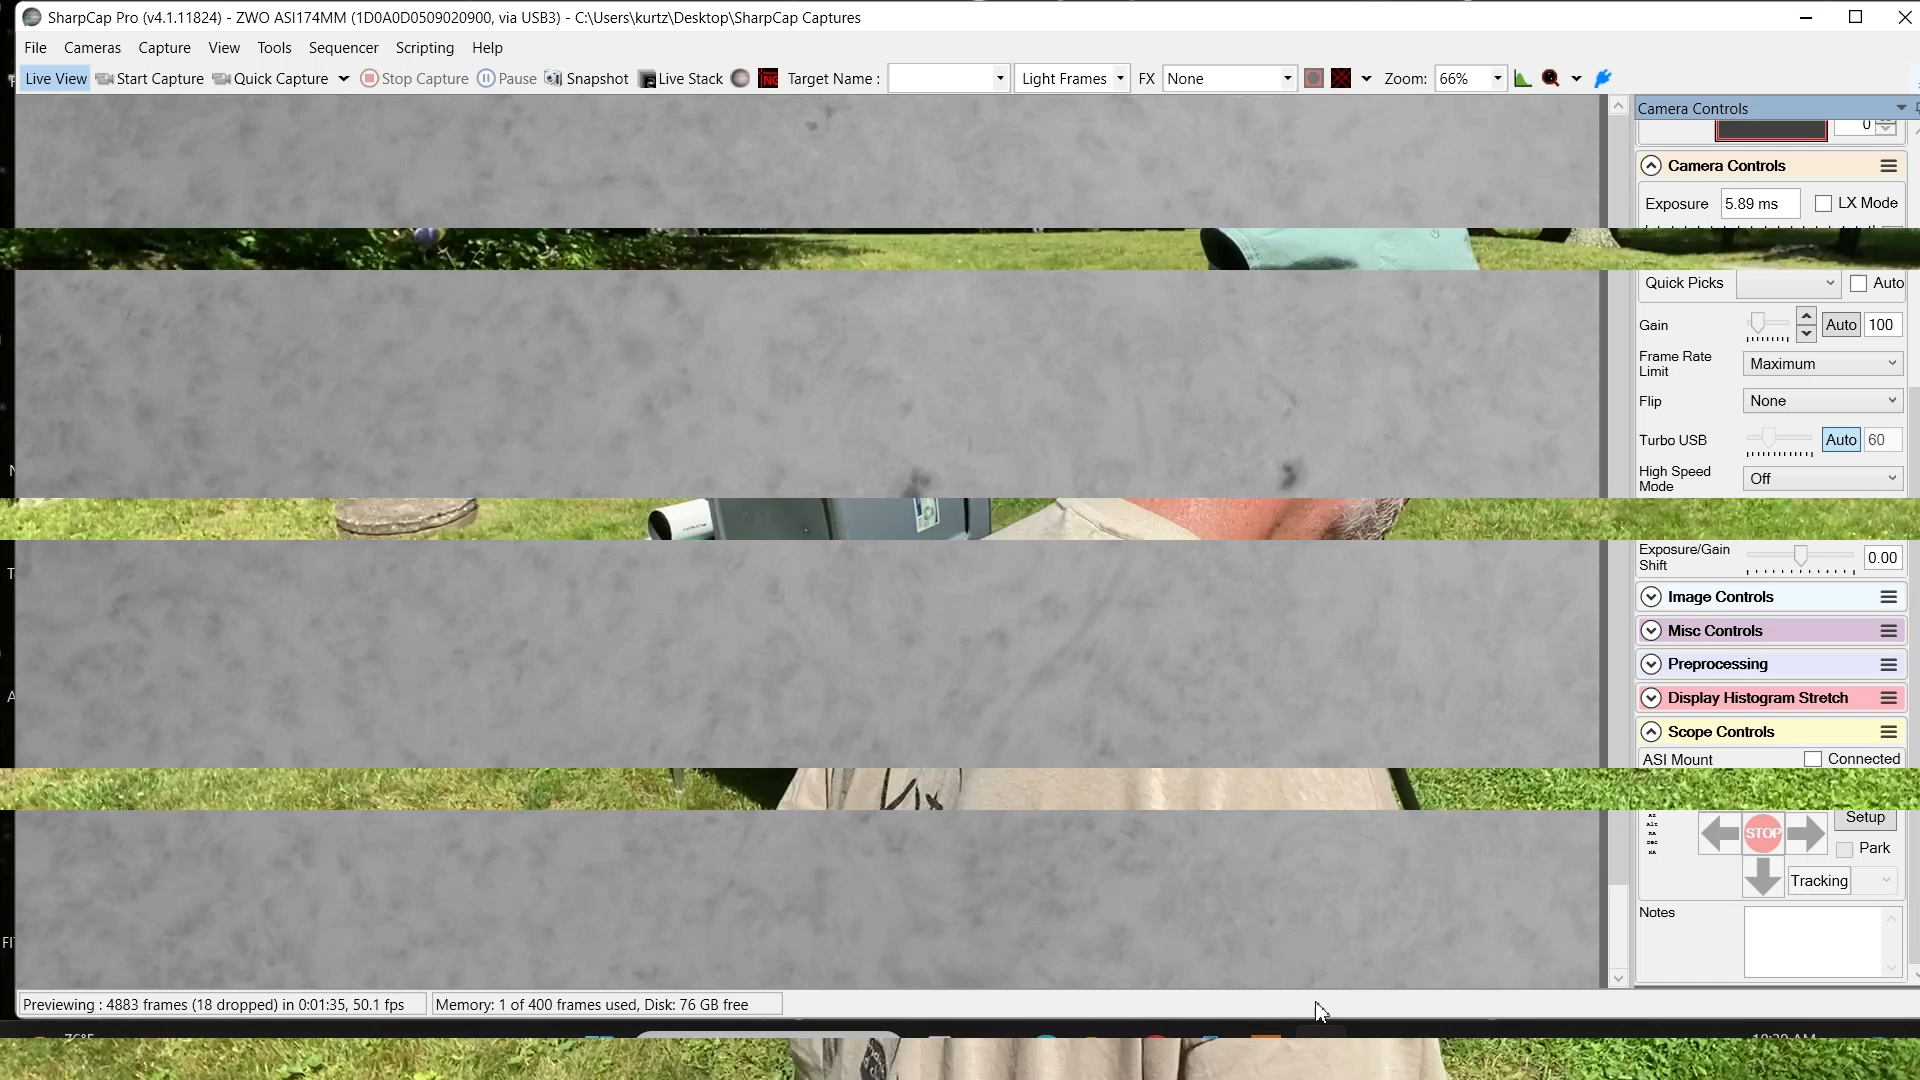 SharpCap Pro (v4.1.11824) - ZWO ASI174MM (1D0A0D0509020900, via USB3) - C:\Users\kurtz\Desktop\SharpCap Captures
File Cameras Capture View Tools Sequencer Scripting Help
Live View Start Capture Quick Capture Stop Capture Pause Snapshot Live Stack Target Name : Light Frames FX None Zoom: 66%
Camera Controls
0
Camera Controls
Exposure 5.89 ms LX Mode
Quick Picks Auto
Gain Auto 100
Frame Rate Limit Maximum
Flip None
Turbo USB Auto 60
High Speed Mode Off
Exposure/Gain Shift 0.00
Image Controls
Misc Controls
Preprocessing
Display Histogram Stretch
Scope Controls
ASI Mount Connected
STOP Setup
Park
Tracking
Notes
Previewing : 4883 frames (18 dropped) in 0:01:35, 50.1 fps Memory: 1 of 400 frames used, Disk: 76 GB free